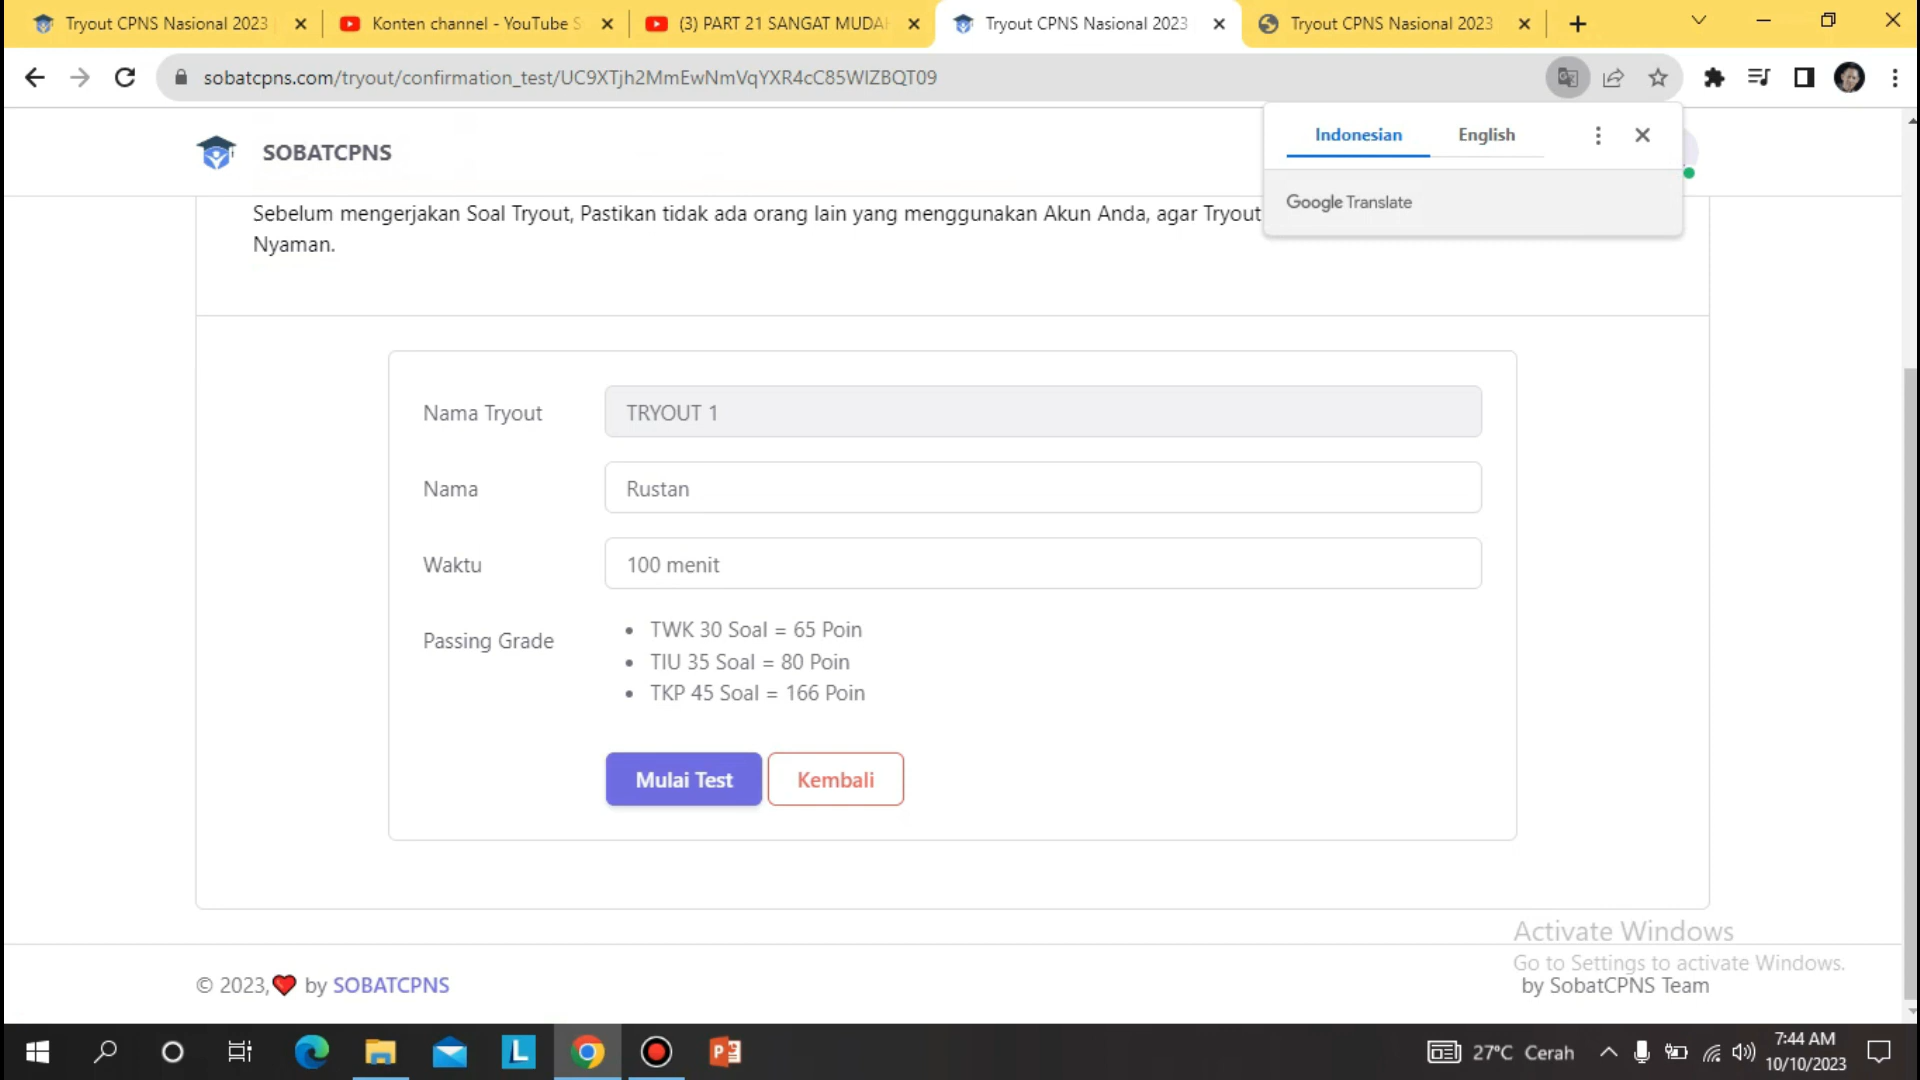 Tryout CPNS Nasional 2023
Konten channel - YouTube S
(3) PART 21 SANGAT MUDAH
Tryout CPNS Nasional 2023
Tryout CPNS Nasional 2023
sobatcpns.com/tryout/confirmation_test/UC9XTjh2MmEwNmVqYXR4cC85WlZBQT09
Indonesian
English
Google Translate
SOBATCPNS
Sebelum mengerjakan Soal Tryout, Pastikan tidak ada orang lain yang menggunakan Akun Anda, agar Tryout
Nyaman.
Nama Tryout
TRYOUT 1
Nama
Rustan
Waktu
100 menit
Passing Grade
• TWK 30 Soal = 65 Poin
• TIU 35 Soal = 80 Poin
• TKP 45 Soal = 166 Poin
Mulai Test
Kembali
Activate Windows
Go to Settings to activate Windows.
© 2023,❤️ by SOBATCPNS
by SobatCPNS Team
L
P
27°C Cerah
7:44 AM
10/10/2023